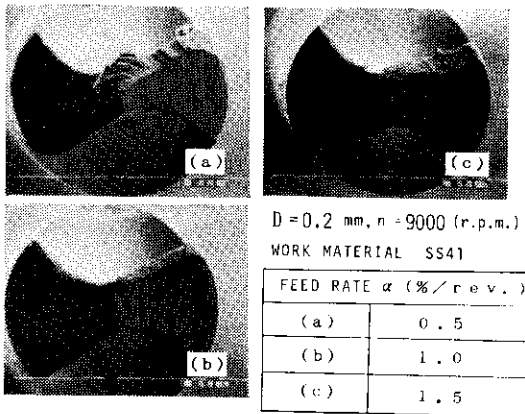 (a)
(c)
(b)
D=0.2 mm, n=9000 (r.p.m.)
WORK MATERIAL SS41
FEED RATE α (%/rev.)
(a) 0.5
(b) 1.0
(c) 1.5